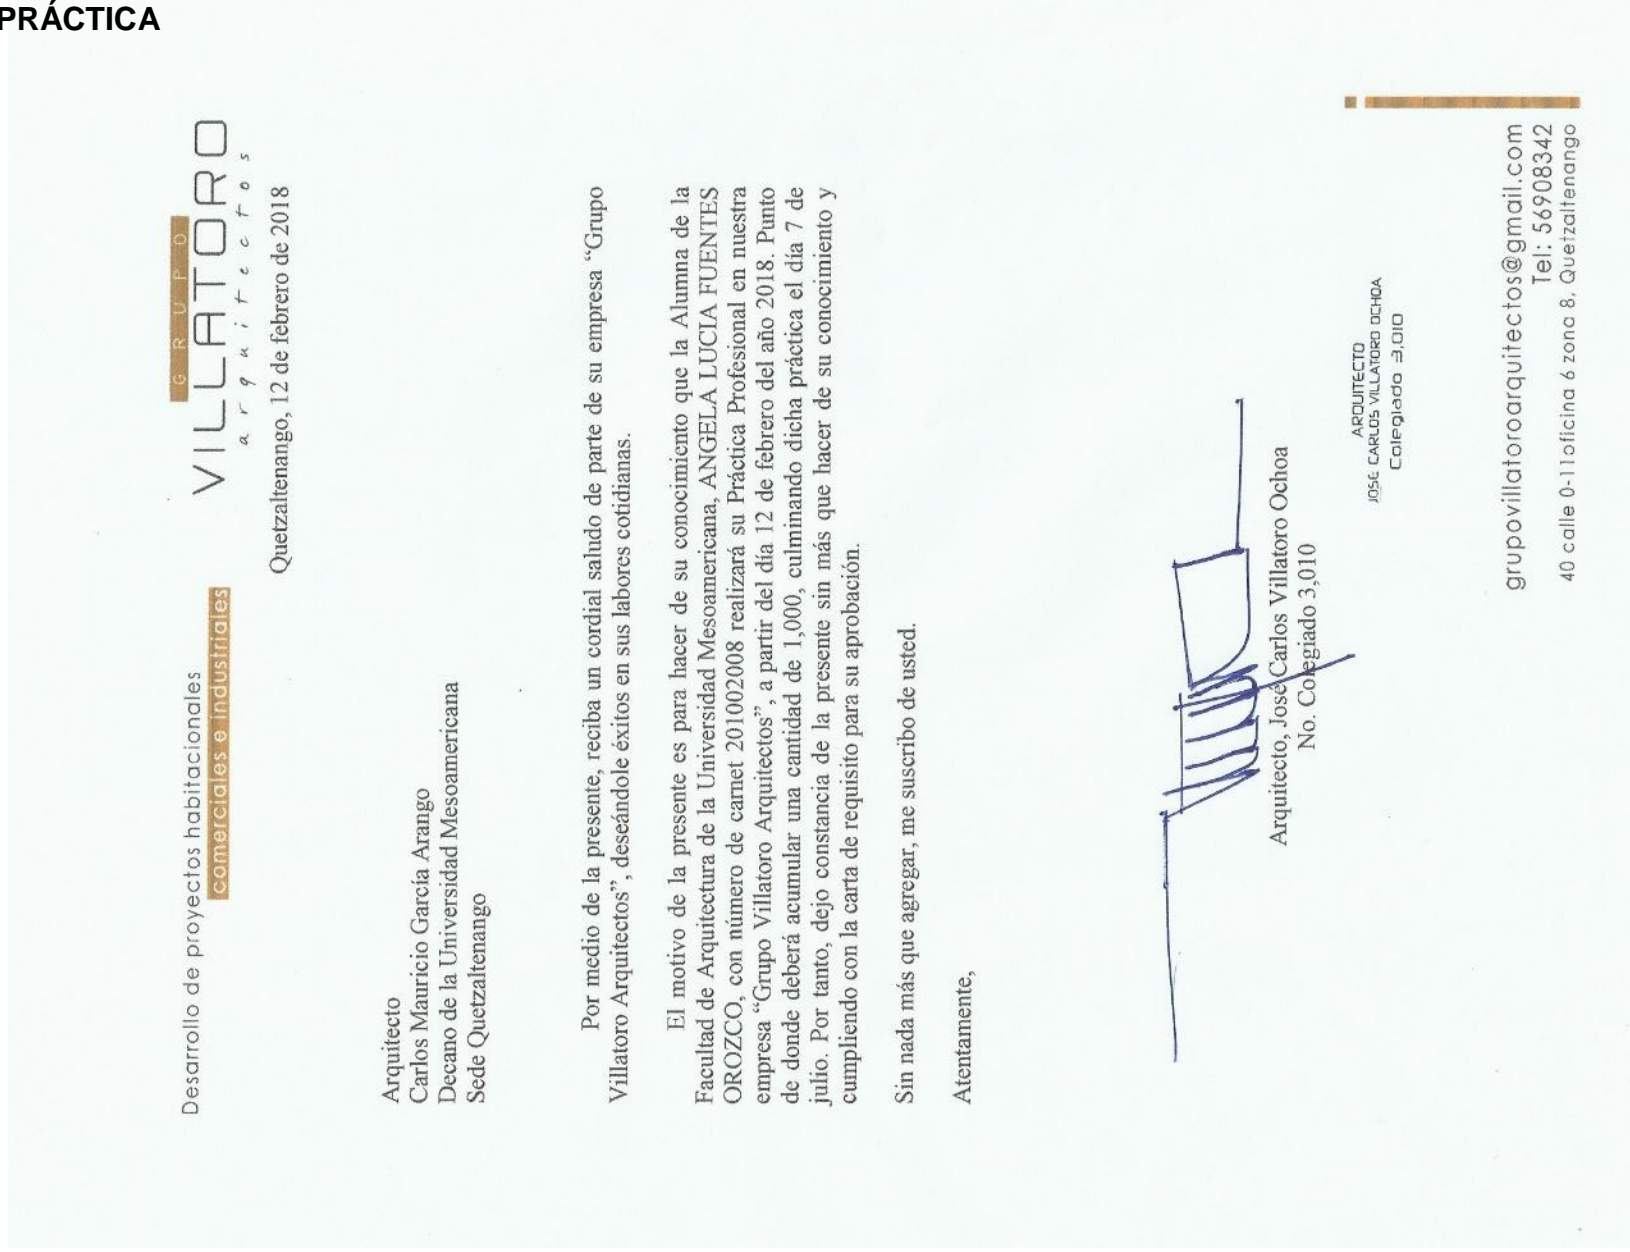 PRÁCTICA
Desarrollo de proyectos habitacionales
comerciales e industriales
GRUPO
VILLATORO
arquitectos
Quetzaltenango, 12 de febrero de 2018
Arquitecto
Carlos Mauricio García Arango
Decano de la Universidad Mesoamericana
Sede Quetzaltenango
Por medio de la presente, reciba un cordial saludo de parte de su empresa “Grupo
Villatoro Arquitectos”, deseándole éxitos en sus labores cotidianas.
El motivo de la presente es para hacer de su conocimiento que la Alumna de la
Facultad de Arquitectura de la Universidad Mesoamericana, ANGELA LUCIA FUENTES
OROZCO, con número de carnet 201002008 realizará su Práctica Profesional en nuestra
empresa “Grupo Villatoro Arquitectos”, a partir del día 12 de febrero del año 2018. Punto
de donde deberá acumular una cantidad de 1,000, culminando dicha práctica el día 7 de
julio. Por tanto, dejo constancia de la presente sin más que hacer de su conocimiento y
cumpliendo con la carta de requisito para su aprobación.
Sin nada más que agregar, me suscribo de usted.
Atentamente,
Arquitecto, José Carlos Villatoro Ochoa
No. Colegiado 3,010
ARQUITECTO
JOSE CARLOS VILLATORO OCHOA
Colegiado 3,010
grupovillatoroarquitectos@gmail.com
Tel: 56908342
40 calle 0-11oficina 6 zona 8, Quetzaltenango